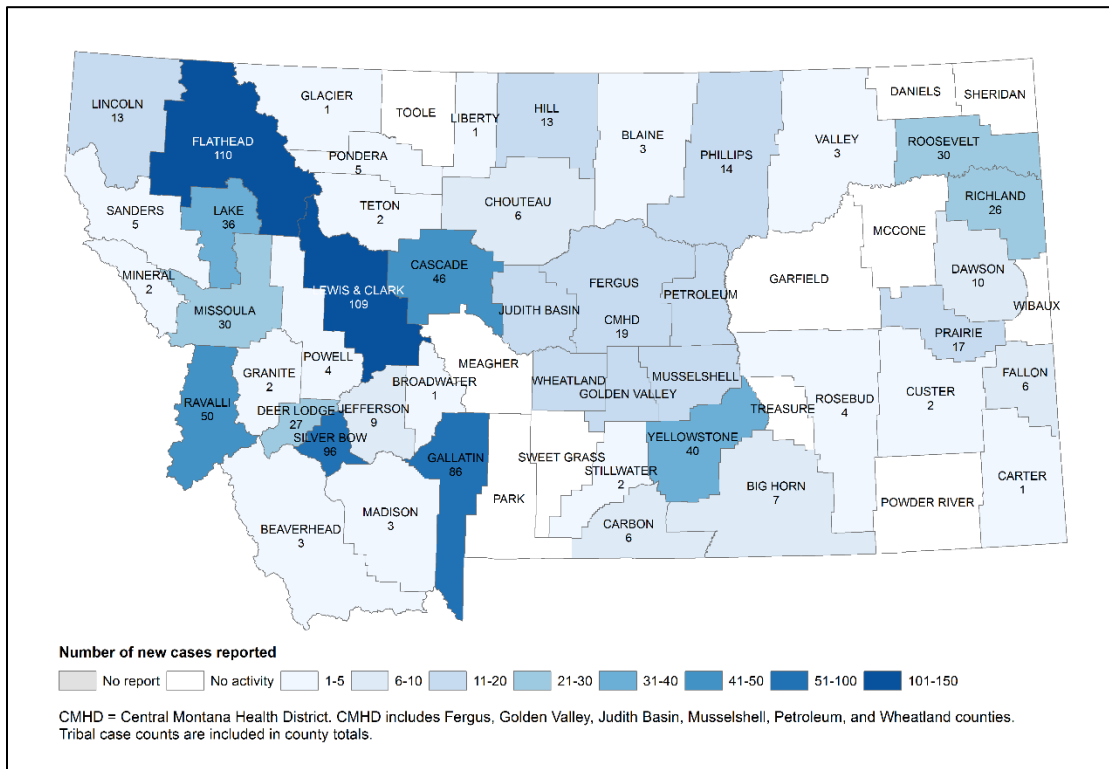 GLACIER
1
LINCOLN
13
TOOLE
LIBERTY
1
HILL
13
BLAINE
3
DANIELS
SHERIDAN
FLATHEAD
110
PHILLIPS
14
VALLEY
3
ROOSEVELT
30
PONDERA
5
SANDERS
5
LAKE
36
TETON
2
CHOUTEAU
6
RICHLAND
26
MCCONE
MINERAL
2
CASCADE
46
LEWIS & CLARK
109
FERGUS
CMHD
19
PETROLEUM
GARFIELD
DAWSON
10
WIBAUX
MISSOULA
30
JUDITH BASIN
PRAIRIE
17
POWELL
4
MEAGHER
GRANITE
2
BROADWATER
1
WHEATLAND
GOLDEN VALLEY
MUSSELSHELL
FALLON
6
RAVALLI
50
DEER LODGE
27
JEFFERSON
9
TREASURE
ROSEBUD
4
CUSTER
2
SILVER BOW
96
GALLATIN
86
YELLOWSTONE
40
SWEET GRASS
STILLWATER
2
BIG HORN
7
CARTER
1
PARK
POWDER RIVER
MADISON
3
CARBON
6
BEAVERHEAD
3
Number of new cases reported
No report No activity 1-5 6-10 11-20 21-30 31-40 41-50 51-100 101-150
CMHD = Central Montana Health District. CMHD includes Fergus, Golden Valley, Judith Basin, Musselshell, Petroleum, and Wheatland counties.
Tribal case counts are included in county totals.